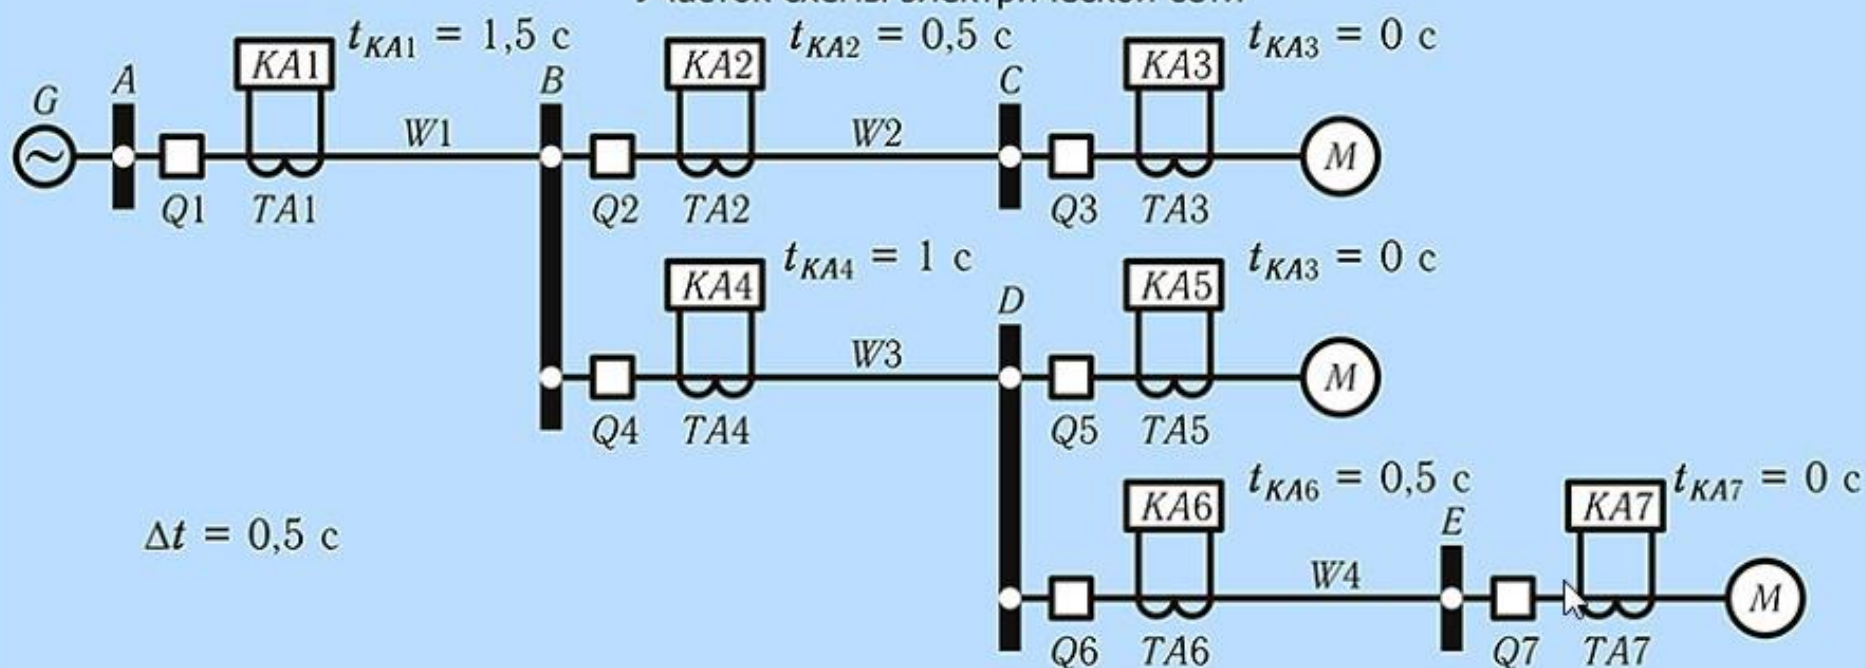 KA1 t_KA1 = 1,5 с KA2 t_KA2 = 0,5 с KA3 t_KA3 = 0 с
G A B C
W1 W2 M
Q1 TA1 Q2 TA2 Q3 TA3
KA4 t_KA4 = 1 с KA5 t_KA3 = 0 с
D
W3 M
Q4 TA4 Q5 TA5
KA6 t_KA6 = 0,5 с KA7 t_KA7 = 0 с
Δt = 0,5 с E
W4 M
Q6 TA6 Q7 TA7